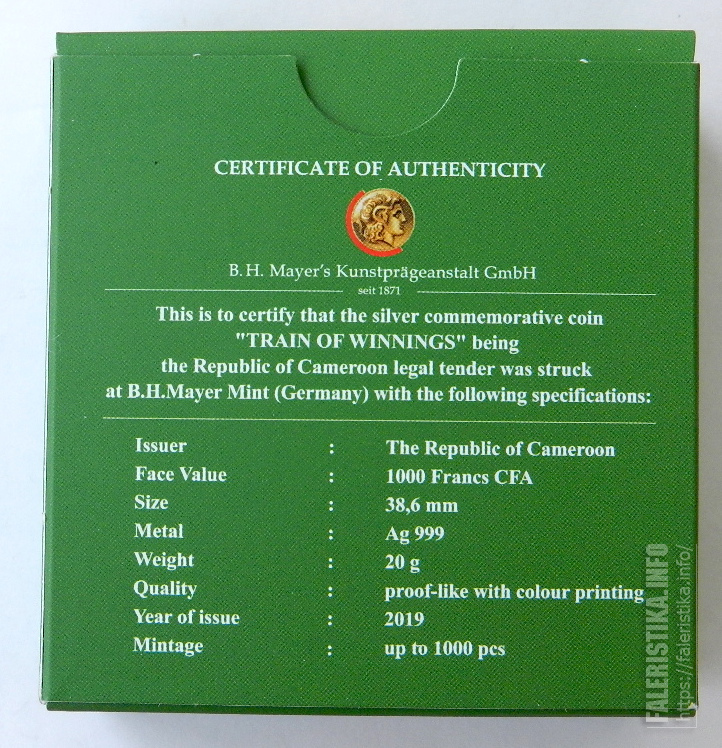 CERTIFICATE OF AUTHENTICITY
B. H. Mayer's Kunstprägeanstalt GmbH
seit 1871
This is to certify that the silver commemorative coin
"TRAIN OF WINNINGS" being
the Republic of Cameroon legal tender was struck
at B.H.Mayer Mint (Germany) with the following specifications:
Issuer : The Republic of Cameroon
Face Value : 1000 Francs CFA
Size : 38,6 mm
Metal : Ag 999
Weight : 20 g
Quality : proof-like with colour printing
Year of issue : 2019
Mintage : up to 1000 pcs
FALERISTIKA.INFO
https://faleristika.info/